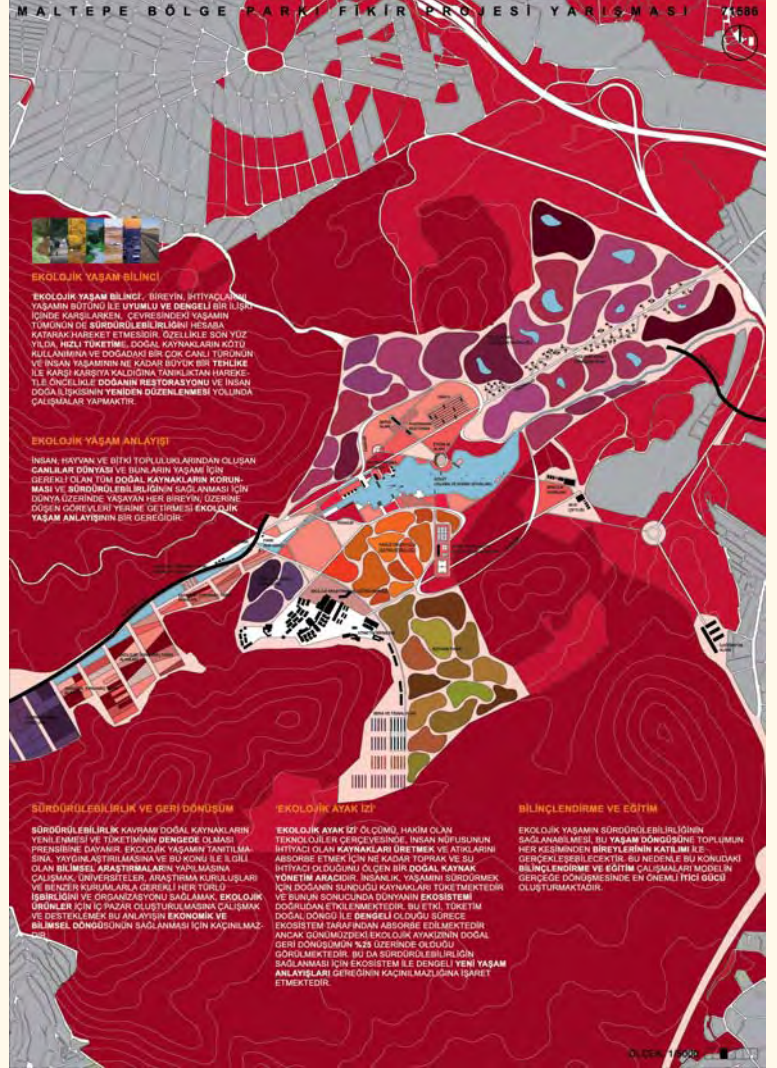 MALTEPE BÖLGE PARKI FİKİR PROJESİ YARIŞMASI 71686
EKOLOJİK YAŞAM BİLİNCİ
'EKOLOJİK YAŞAM BİLİNCİ', BİREYİN, İHTİYAÇLARINI
YAŞAMIN BÜTÜNÜ İLE UYUMLU VE DENGELİ BİR İLİŞKİ
İÇİNDE KARŞILARKEN, ÇEVRESİNDEKİ YAŞAMIN
TÜMÜNÜN DE SÜRDÜRÜLEBİLİRLİĞİNİ HESABA
KATARAK HAREKET ETMESİDİR. ÖZELLİKLE SON YÜZ
YILDA, HIZLI TÜKETİME, DOĞAL KAYNAKLARIN KÖTÜ
KULLANIMINA VE DOĞADAKİ BİR ÇOK CANLI TÜRÜNÜN
VE İNSAN YAŞAMININ NE KADAR BÜYÜK BİR TEHLİKE
İLE KARŞI KARŞIYA KALDIĞINA TANIKLIKTAN HAREKE-
TLE ÖNCELİKLE DOĞANIN RESTORASYONU VE İNSAN
DOĞA İLİŞKİSİNİN YENİDEN DÜZENLENMESİ YOLUNDA
ÇALIŞMALAR YAPMAKTIR.
EKOLOJİK YAŞAM ANLAYIŞI
İNSAN, HAYVAN VE BİTKİ TOPLULUKLARINDAN OLUŞAN
CANLILAR DÜNYASI VE BUNLARIN YAŞAMI İÇİN
GEREKLİ OLAN TÜM DOĞAL KAYNAKLARIN KORUN-
MASI VE SÜRDÜRÜLEBİLİRLİĞİNİN SAĞLANMASI İÇİN
DÜNYA ÜZERİNDE YAŞAYAN HER BİREYİN, ÜZERİNE
DÜŞEN GÖREVLERİ YERİNE GETİRMESİ EKOLOJİK
YAŞAM ANLAYIŞININ BİR GEREĞİDİR.
SÜRDÜRÜLEBİLİRLİK VE GERİ DÖNÜŞÜM
SÜRDÜRÜLEBİLİRLİK KAVRAMI DOĞAL KAYNAKLARIN
YENİLENMESİ VE TÜKETİMİNİN DENGEDE OLMASI
PRENSİBİNE DAYANIR. EKOLOJİK YAŞAMIN TANITILMA-
SINA, YAYGINLAŞTIRILMASINA VE BU KONU İLE İLGİLİ
OLAN BİLİMSEL ARAŞTIRMALARIN YAPILMASINA
ÇALIŞMAK, ÜNİVERSİTELER, ARAŞTIRMA KURULUŞLARI
VE BENZER KURUMLARLA GEREKLİ HER TÜRLÜ
İŞBİRLİĞİNİ VE ORGANİZASYONU SAĞLAMAK, EKOLOJİK
ÜRÜNLER İÇİN İÇ PAZAR OLUŞTURULMASINA ÇALIŞMAK
VE DESTEKLEMEK BU ANLAYIŞIN EKONOMİK VE
BİLİMSEL DÖNGÜSÜNÜN SAĞLANMASI İÇİN KAÇINILMAZ-
DIR.
'EKOLOJİK AYAK İZİ'
'EKOLOJİK AYAK İZİ' ÖLÇÜMÜ, HAKİM OLAN
TEKNOLOJİLER ÇERÇEVESİNDE, İNSAN NÜFUSUNUN
İHTİYACI OLAN KAYNAKLARI ÜRETMEK VE ATIKLARINI
ABSORBE ETMEK İÇİN NE KADAR TOPRAK VE SU
İHTİYACI OLDUĞUNU ÖLÇEN BİR DOĞAL KAYNAK
YÖNETİM ARACIDIR. İNSANLIK, YAŞAMINI SÜRDÜRMEK
İÇİN DOĞANIN SUNDUĞU KAYNAKLARI TÜKETMEKTEDİR
VE BUNUN SONUCUNDA DÜNYANIN EKOSİSTEMİ
DOĞRUDAN ETKİLENMEKTEDİR. BU ETKİ, TÜKETİM
DOĞAL DÖNGÜ İLE DENGELİ OLDUĞU SÜRECE
EKOSİSTEM TARAFINDAN ABSORBE EDİLMEKTEDİR
ANCAK GÜNÜMÜZDEKİ EKOLOJİK AYAKİZİNİN DOĞAL
GERİ DÖNÜŞÜMÜN %25 ÜZERİNDE OLDUĞU
GÖRÜLMEKTEDİR. BU DA SÜRDÜRÜLEBİLİRLİĞİN
SAĞLANMASI İÇİN EKOSİSTEM İLE DENGELİ YENİ YAŞAM
ANLAYIŞLARI GEREĞİNİN KAÇINILMAZLIĞINA İŞARET
ETMEKTEDİR.
BİLİNÇLENDİRME VE EĞİTİM
EKOLOJİK YAŞAMIN SÜRDÜRÜLEBİLİRLİĞİNİN
SAĞLANABİLMESİ, BU YAŞAM DÖNGÜSÜNE TOPLUMUN
HER KESİMİNDEN BİREYLERİNİN KATILIMI İLE
GERÇEKLEŞEBİLECEKTİR. BU NEDENLE BU KONUDAKİ
BİLİNÇLENDİRME VE EĞİTİM ÇALIŞMALARI MODELİN
GERÇEĞE DÖNÜŞMESİNDE EN ÖNEMLİ İTİCİ GÜCÜ
OLUŞTURMAKTADIR.
ÖLÇEK: 1/5000